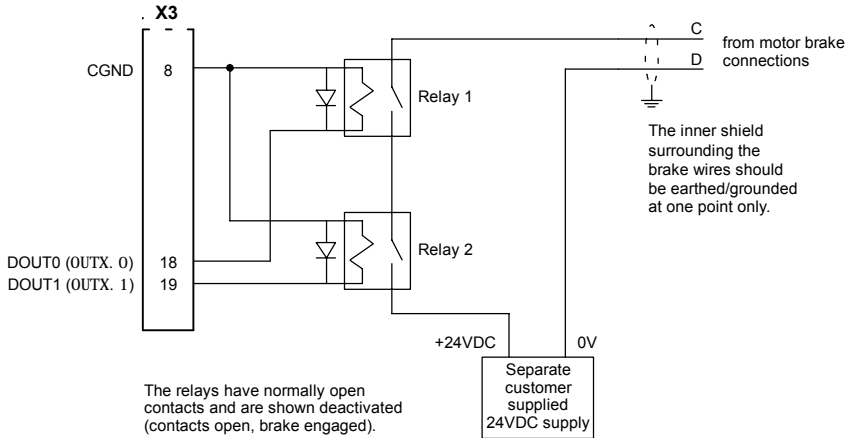 X3
C
from motor brake
connections
D
CGND 8
Relay 1
The inner shield
surrounding the
brake wires should
be earthed/grounded
at one point only.
Relay 2
DOUT0 (OUTX. 0) 18
DOUT1 (OUTX. 1) 19
+24VDC 0V
Separate
customer
supplied
24VDC supply
The relays have normally open
contacts and are shown deactivated
(contacts open, brake engaged).